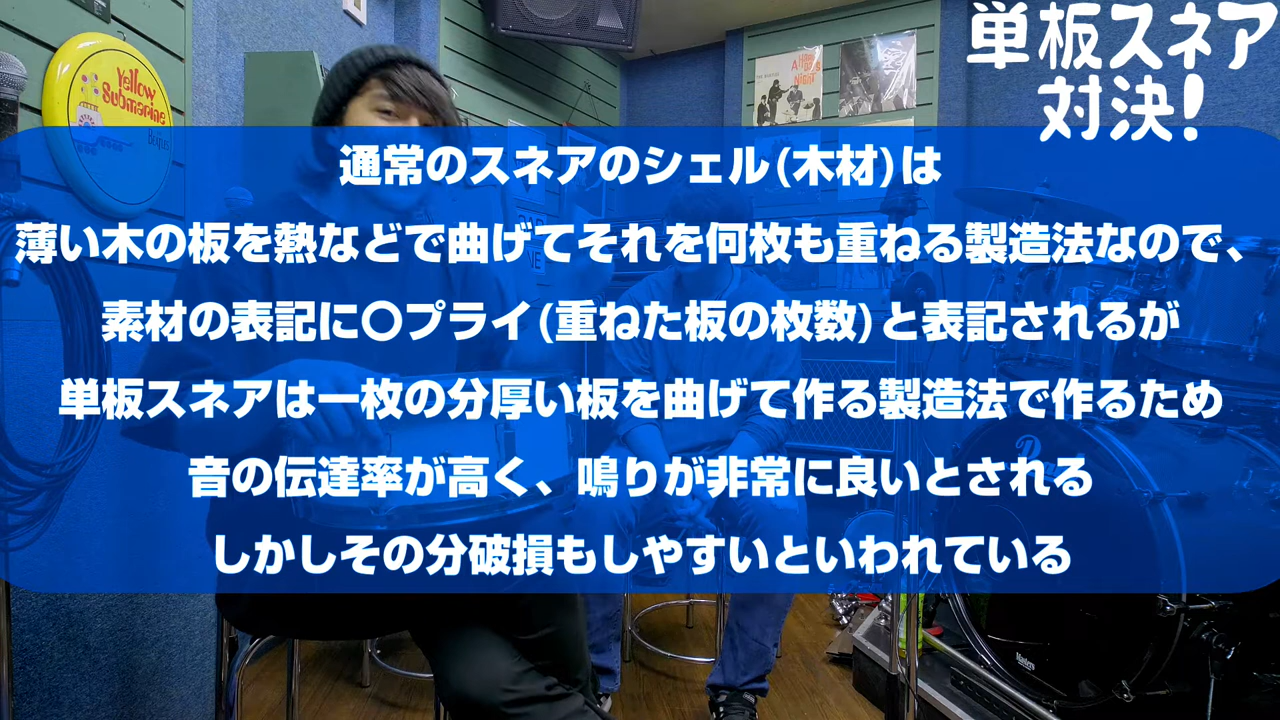 単板スネア
対決!
Yellow
Submarine
Beatles
A HARD
DAY'S
NIGHT
通常のスネアのシェル(木材)は
薄い木の板を熱などで曲げてそれを何枚も重ねる製造法なので、
素材の表記に〇プライ(重ねた板の枚数)と表記されるが
単板スネアは一枚の分厚い板を曲げて作る製造法で作るため
音の伝達率が高く、鳴りが非常に良いとされる
しかしその分破損もしやすいといわれている
Masters